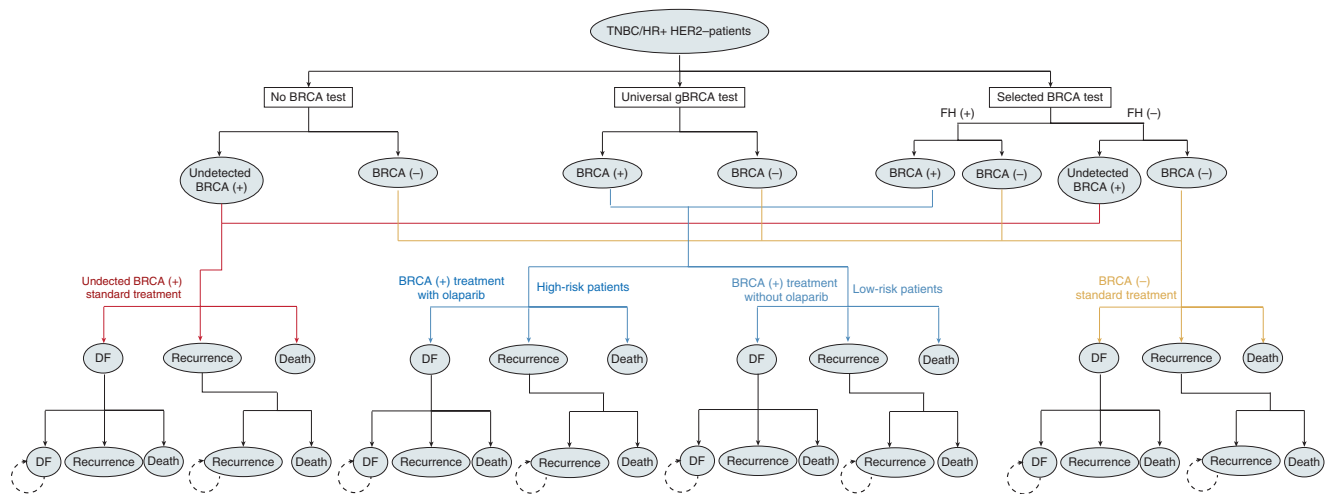 TNBC/HR+ HER2–patients
No BRCA test
Universal gBRCA test
Selected BRCA test
FH (+)
FH (–)
Undetected
BRCA (+)
BRCA (–)
BRCA (+)
BRCA (–)
BRCA (+)
BRCA (–)
Undetected
BRCA (+)
BRCA (–)
Undected BRCA (+)
standard treatment
BRCA (+) treatment
with olaparib
High-risk patients
BRCA (+) treatment
without olaparib
Low-risk patients
BRCA (–)
standard treatment
DF
Recurrence
Death
DF
Recurrence
Death
DF
Recurrence
Death
DF
Recurrence
Death
DF
Recurrence
Death
Recurrence
Death
DF
Recurrence
Death
Recurrence
Death
DF
Recurrence
Death
Recurrence
Death
DF
Recurrence
Death
Recurrence
Death